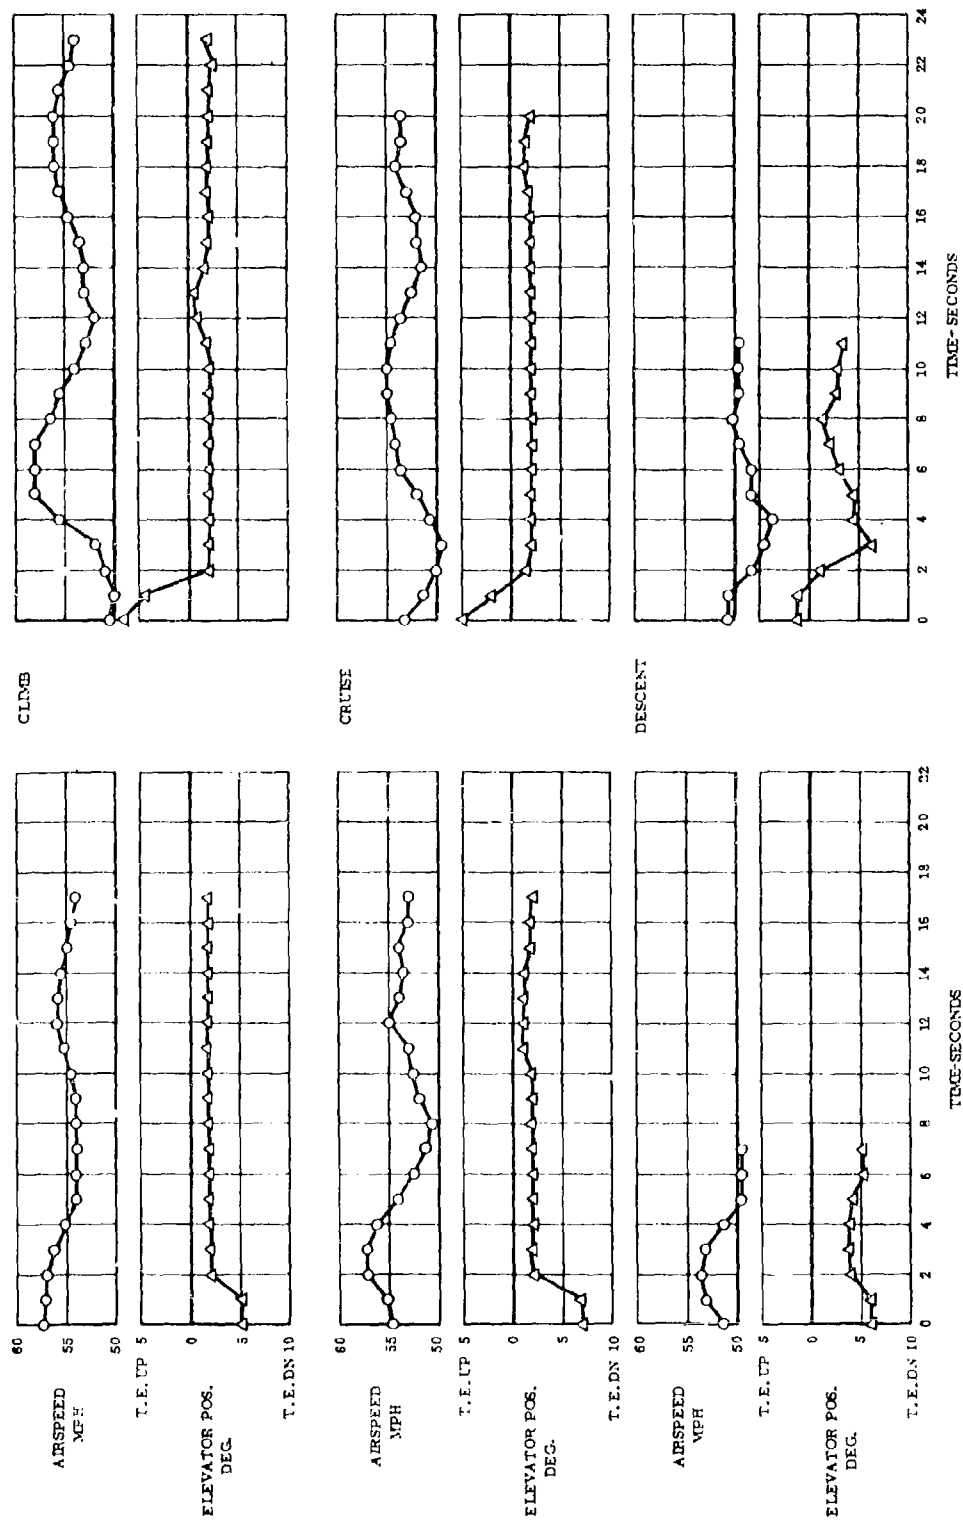 CLIMB
60
AIRSPEED 55
MPH
50
T.E. UP 5
0
ELEVATOR POS.
DEG. 5
T.E. DN 10
CRUISE
60
AIRSPEED 55
MPH
50
T.E. UP 5
0
ELEVATOR POS.
DEG. 5
T.E. DN 10
DESCENT
60
AIRSPEED 55
MPH
50
T.E. UP 5
0
ELEVATOR POS.
DEG. 5
T.E. DN 10
0 2 4 6 8 10 12 14 16 18 20 22
TIME-SECONDS
0 2 4 6 8 10 12 14 16 18 20 22 24
TIME-SECONDS